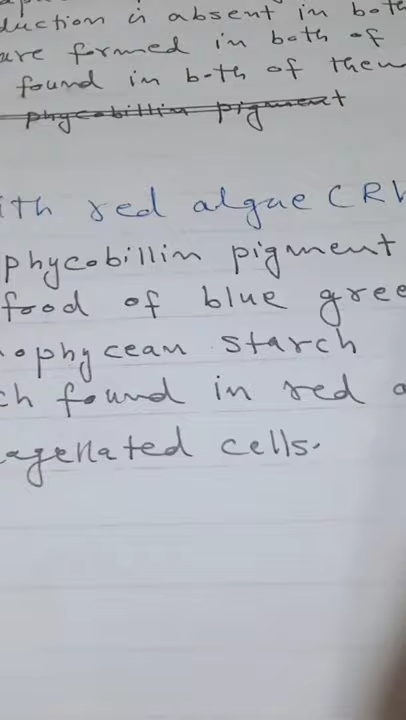 duction is absent in both
are formed in both of
found in both of them
phycobillin pigment
ith red algae CRh
phycobillin pigment
food of blue gree
ophycean starch
ch found in red a
agellated cells.